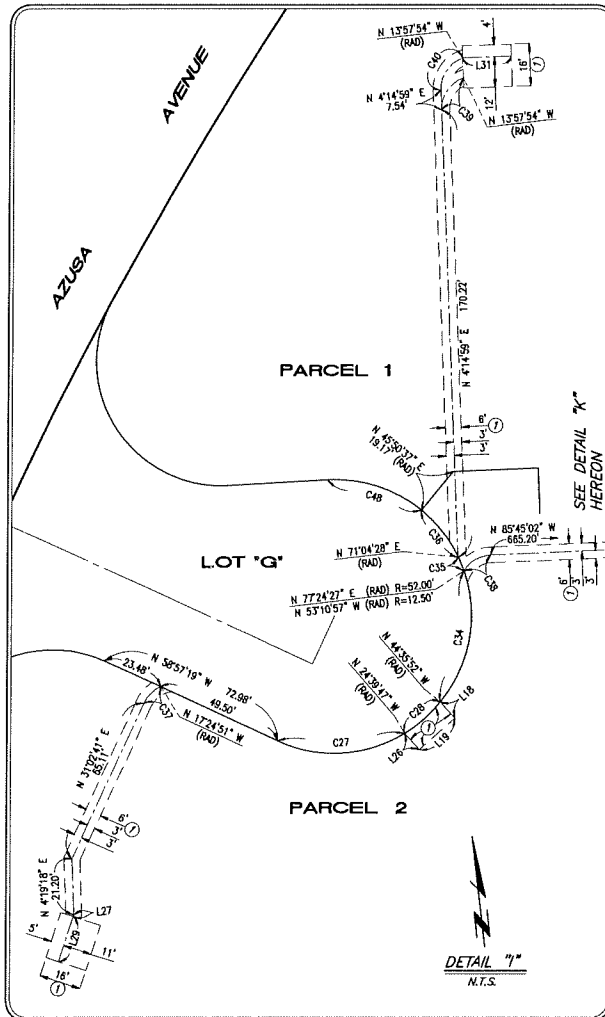 N 13°57'54" W
(RAD)
4'
C40
L31
16'
①
12'
N 4°14'59" E
7.54'
C39
N 13°57'54" W
(RAD)
AVENUE
AZUSA
N 4°14'59" E 170.22'
PARCEL 1
6'
①
3'
3'
N 45°50'37" E
19.17' (RAD)
SEE DETAIL "K"
HEREON
C48
C36
N 85°45'02" W
665.20'
N 71°04'28" E
(RAD)
C35
C38
6'
3'
3'
①
LOT "G"
N 77°24'27" E (RAD) R=52.00'
N 53°10'57" W (RAD) R=12.50'
C34
N 44°35'52" W
(RAD)
N 24°39'47" W
(RAD)
N 58°57'19" W
23.48'
72.98'
49.50'
L18
C28
①
L19
L26
C37
N 17°24'51" W
(RAD)
C27
N 31°02'41" E
65.11'
PARCEL 2
6'
①
3'
3'
N 4°19'18" E
21.20'
L27
5'
L29
11'
16'
①
DETAIL "I"
N.T.S.